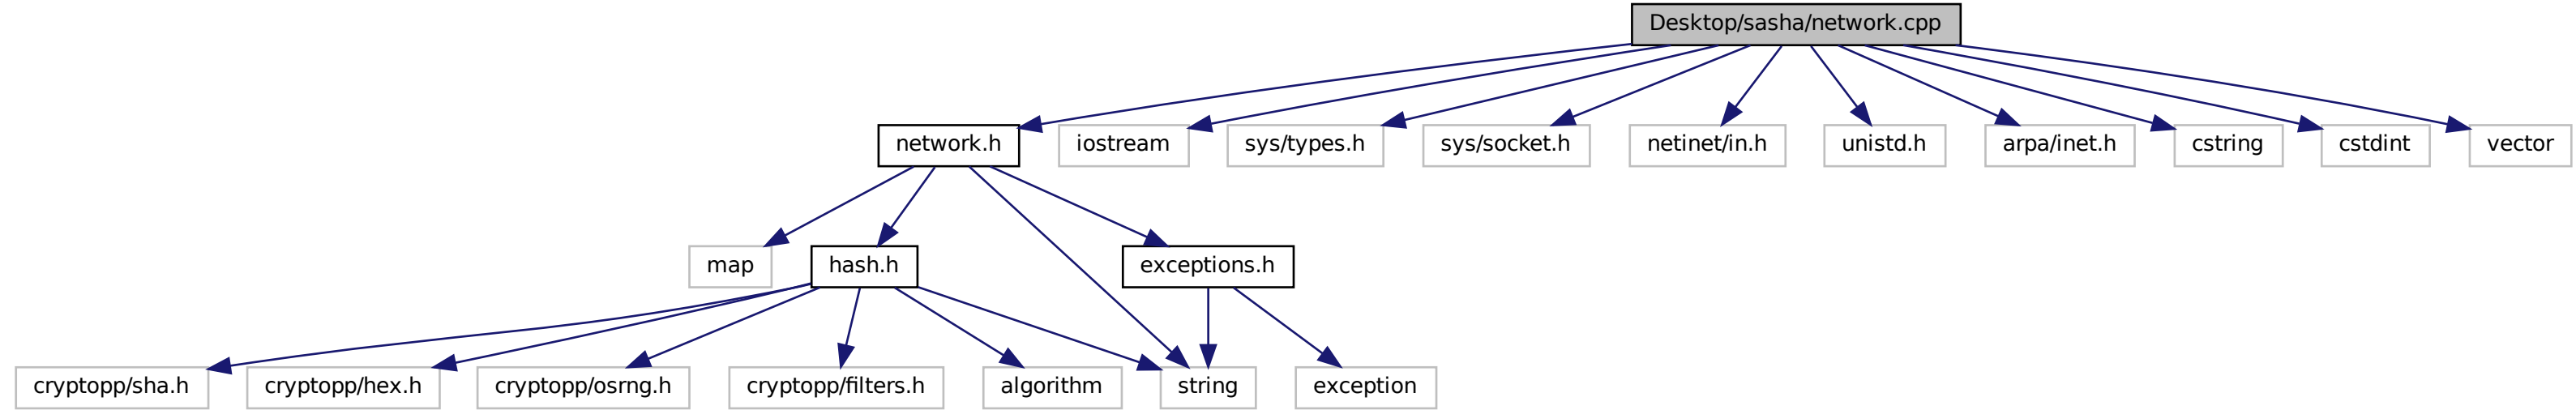 Desktop/sasha/network.cpp
network.h
iostream
sys/types.h
sys/socket.h
netinet/in.h
unistd.h
arpa/inet.h
cstring
cstdint
vector
map
hash.h
exceptions.h
cryptopp/sha.h
cryptopp/hex.h
cryptopp/osrng.h
cryptopp/filters.h
algorithm
string
exception